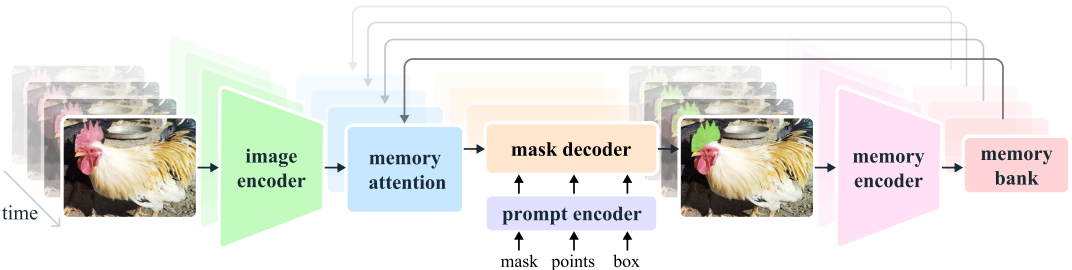 time
image
encoder
memory
attention
mask decoder
prompt encoder
mask
points
box
memory
encoder
memory
bank